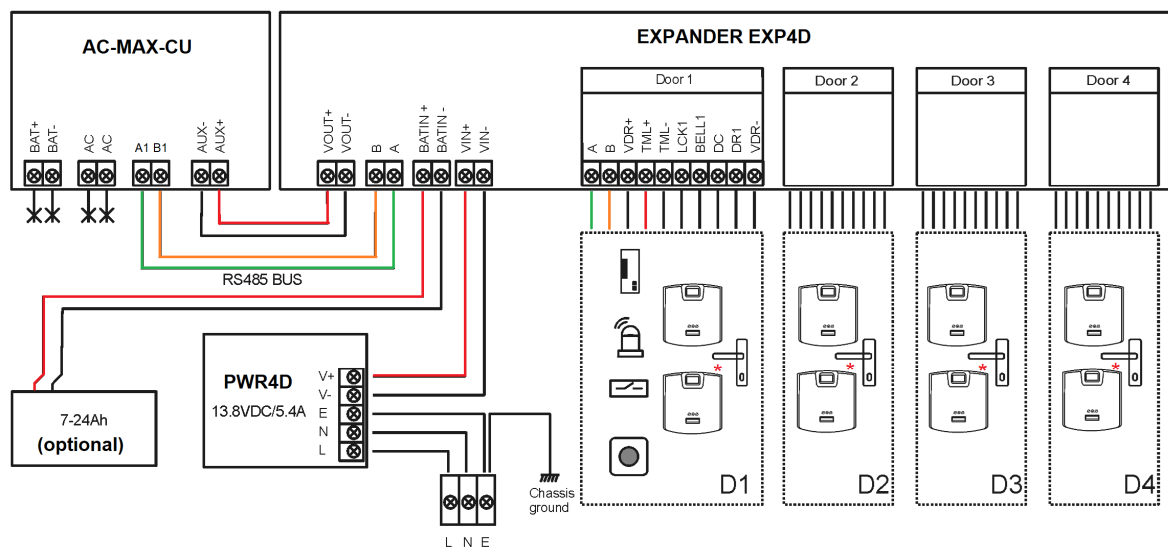 AC-MAX-CU
EXPANDER EXP4D
Door 1
Door 2
Door 3
Door 4
BAT+
BAT-
AC
AC
A1 B1
AUX-
AUX+
VOUT+
VOUT-
B
A
BATIN +
BATIN -
VIN+
VIN-
A
B
VDR+
TML+
TML-
LCK1
BELL1
DC
DR1
VDR-
RS485 BUS
PWR4D
13.8VDC/5.4A
V+
V-
E
N
L
7-24Ah
(optional)
Chassis
ground
L N E
*
*
*
*
D1
D2
D3
D4